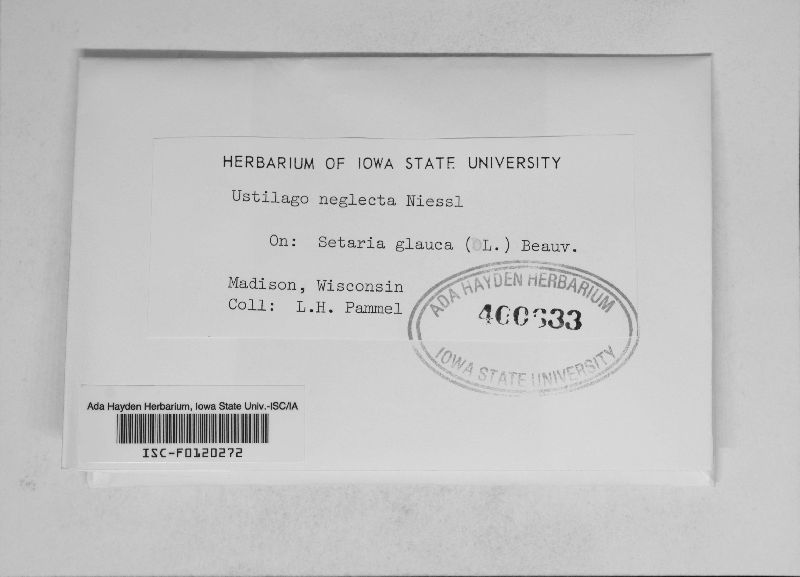 HERBARIUM OF IOWA STATE UNIVERSITY
Ustilago neglecta Niessl
On: Setaria glauca (L.) Beauv.
Madison, Wisconsin
Coll: L.H. Pammel
ADA HAYDEN HERBARIUM
IOWA STATE UNIVERSITY
Ada Hayden Herbarium, Iowa State Univ.-ISC/IA
ISC-F0120272